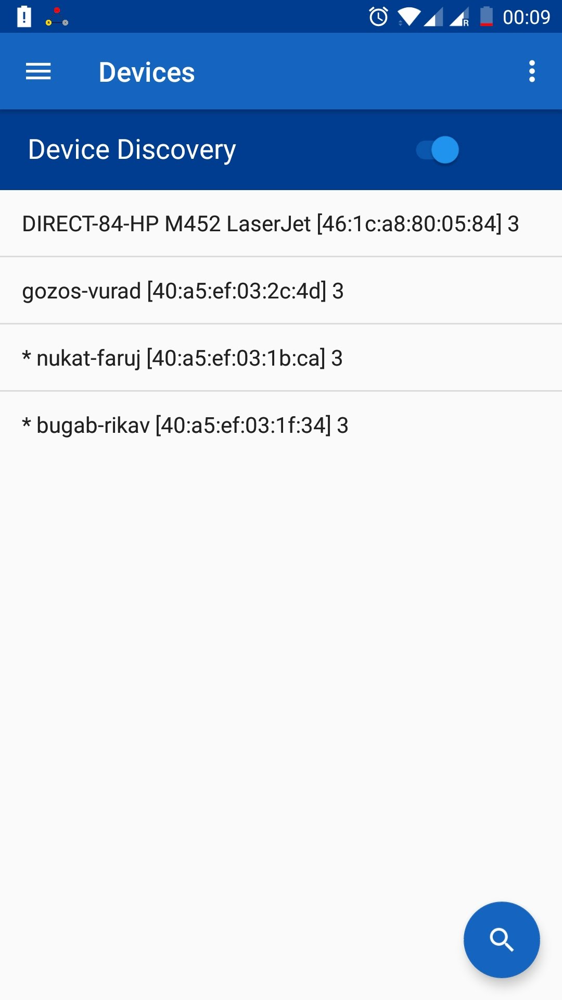 00:09
Devices
Device Discovery
DIRECT-84-HP M452 LaserJet [46:1c:a8:80:05:84] 3
gozos-vurad [40:a5:ef:03:2c:4d] 3
* nukat-faruj [40:a5:ef:03:1b:ca] 3
* bugab-rikav [40:a5:ef:03:1f:34] 3